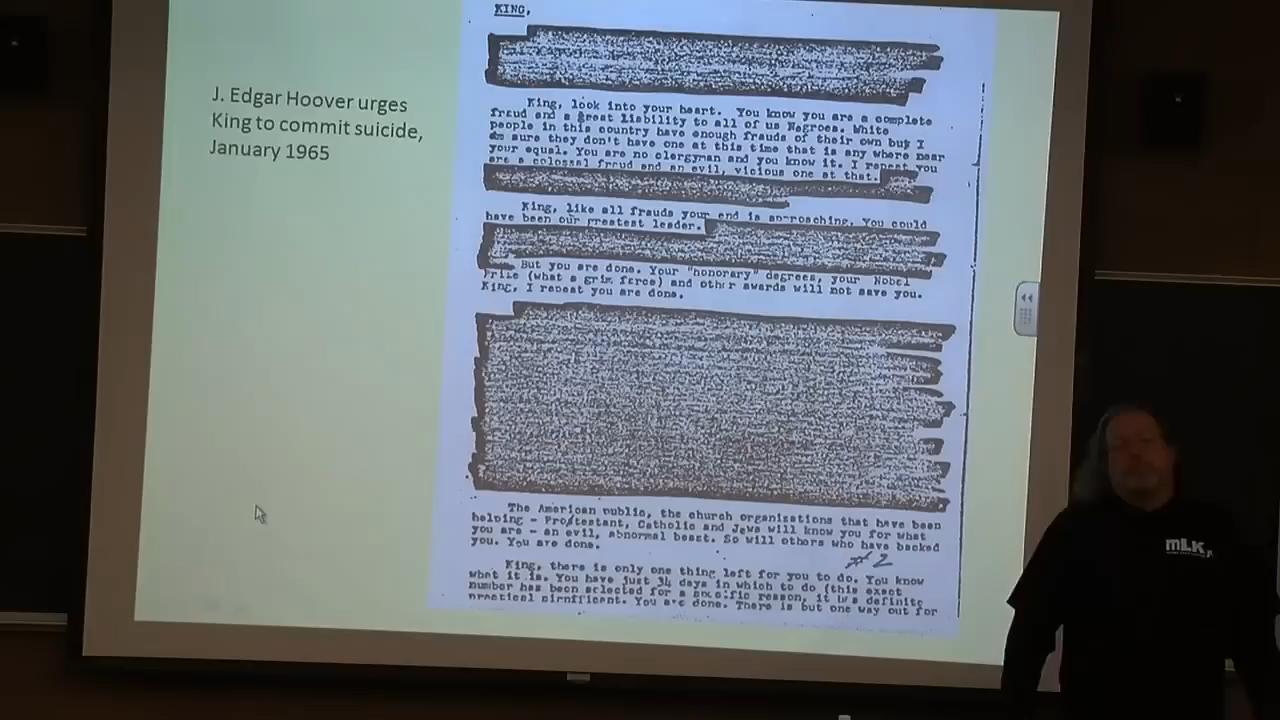 J. Edgar Hoover urges
King to commit suicide,
January 1965
KING,
King, look into your heart. You know you are a complete
fraud and a great liability to all of us Negroes. White
people in this country have enough frauds of their own but I
am sure they don't have one at this time that is any where near
your equal. You are no clergyman and you know it. I repeat you
are a colossal fraud and an evil, vicious one at that.
King, like all frauds your end is approaching. You could
have been our greatest leader.
But you are done. Your "honorary" degrees, your Nobel
Prize (what a grim farce) and other awards will not save you.
King, I repeat you are done.
The American public, the church organizations that have been
helping - Protestant, Catholic and Jews will know you for what
you are - an evil, abnormal beast. So will others who have backed
you. You are done.
#2
King, there is only one thing left for you to do. You know
what it is. You have just 34 days in which to do (this exact
number has been selected for a specific reason, it has definite
practical significant. You are done. There is but one way out for
mLK